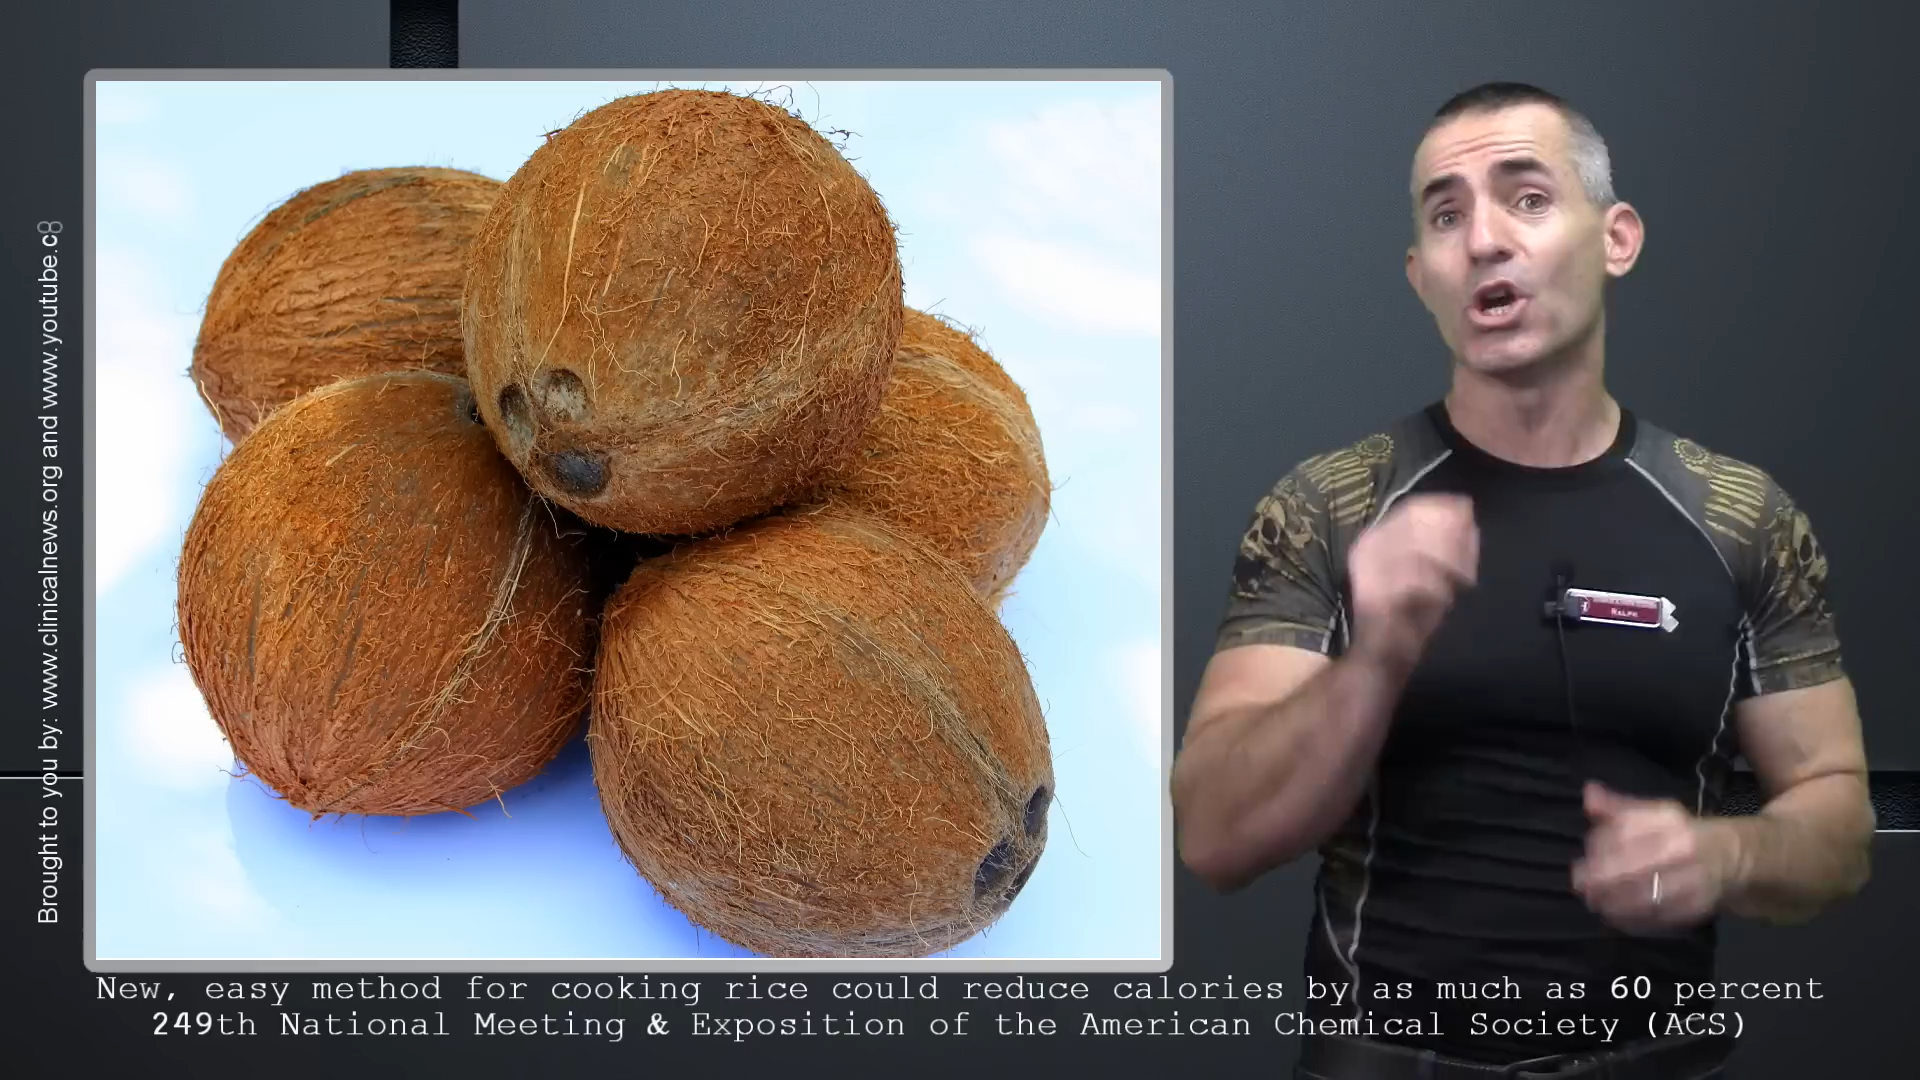 Brought to you by: www.clinicalnews.org and www.youtube.c
RALPH
New, easy method for cooking rice could reduce calories by as much as 60 percent
249th National Meeting & Exposition of the American Chemical Society (ACS)